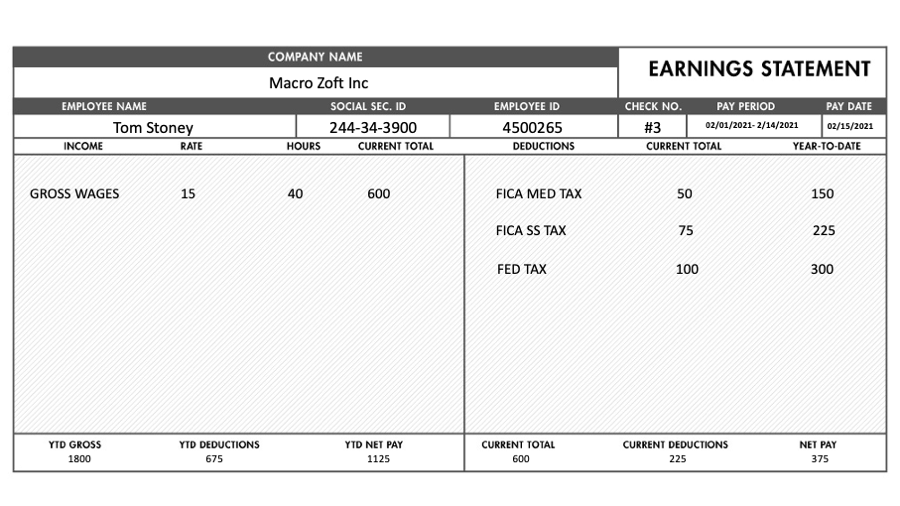 COMPANY NAME
Macro Zoft Inc
EARNINGS STATEMENT
EMPLOYEE NAME SOCIAL SEC. ID EMPLOYEE ID CHECK NO. PAY PERIOD PAY DATE
Tom Stoney 244-34-3900 4500265 #3 02/01/2021- 2/14/2021 02/15/2021
INCOME RATE HOURS CURRENT TOTAL DEDUCTIONS CURRENT TOTAL YEAR-TO-DATE
GROSS WAGES 15 40 600 FICA MED TAX 50 150
FICA SS TAX 75 225
FED TAX 100 300
YTD GROSS YTD DEDUCTIONS YTD NET PAY CURRENT TOTAL CURRENT DEDUCTIONS NET PAY
1800 675 1125 600 225 375